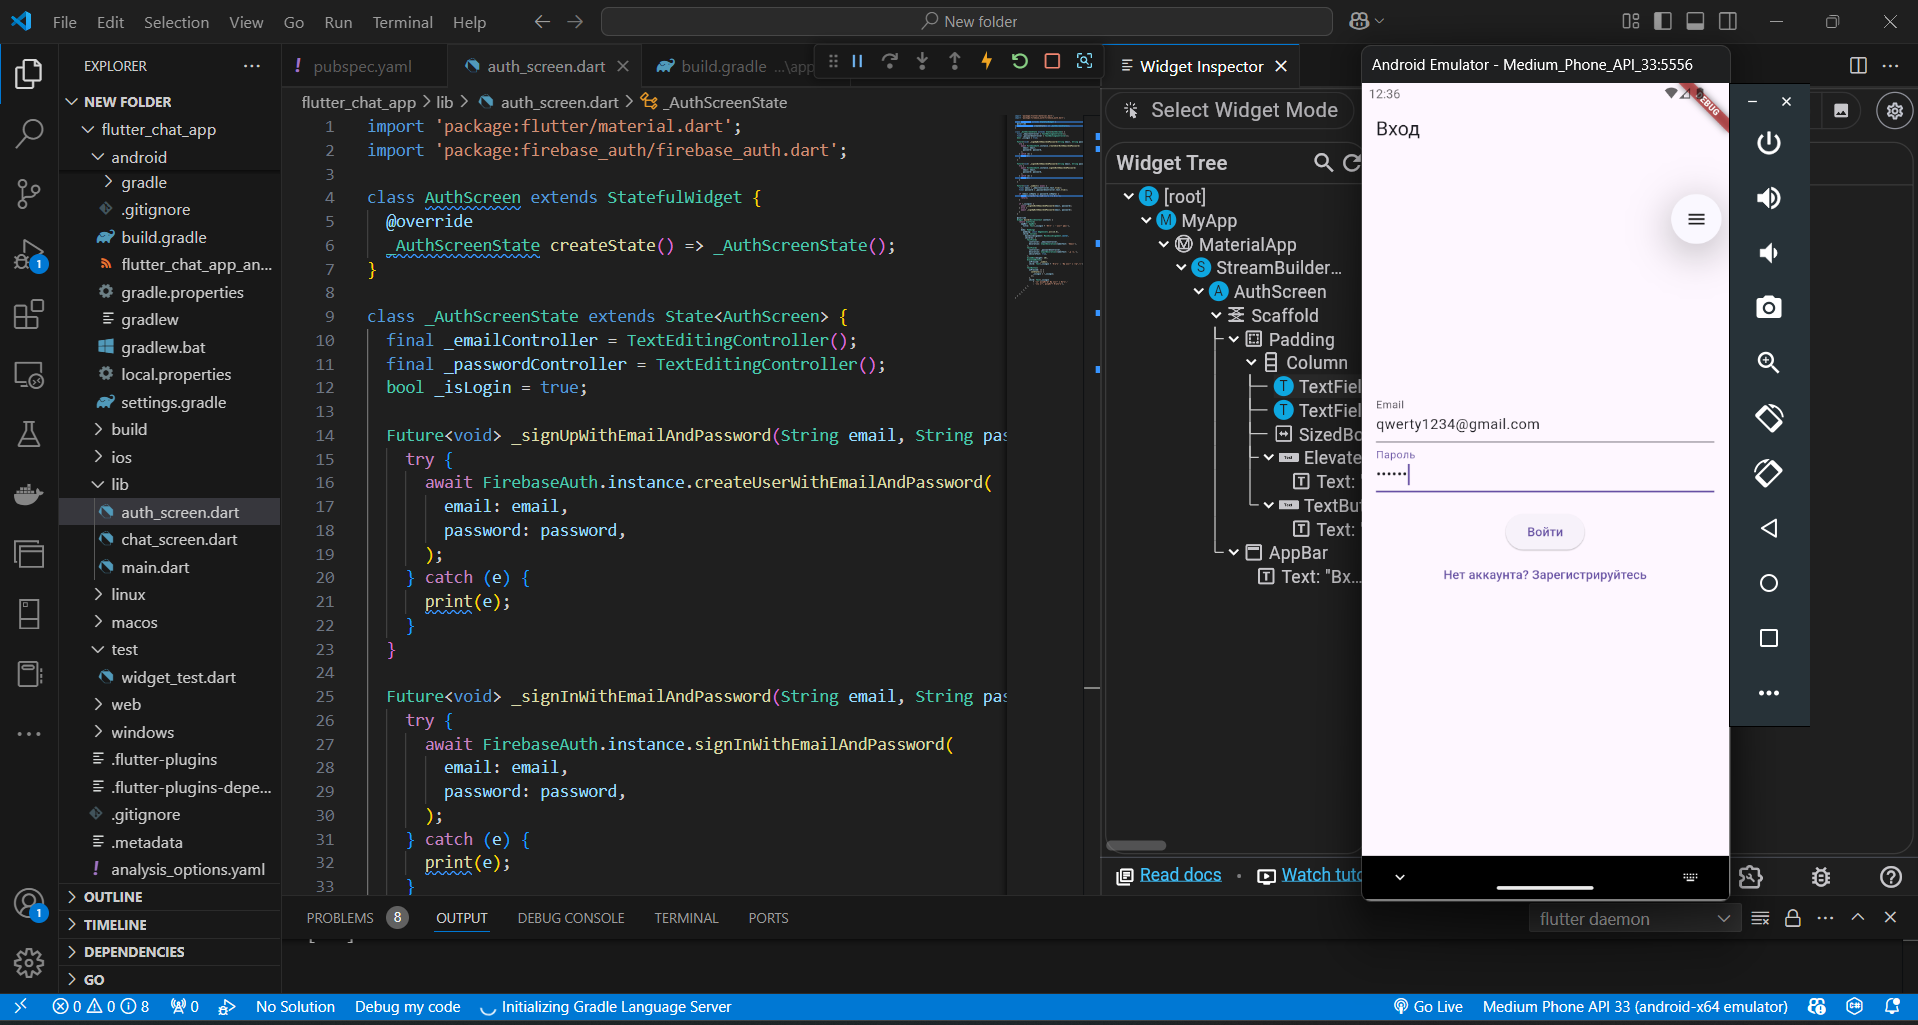 File Edit Selection View Go Run Terminal Help
New folder
EXPLORER
NEW FOLDER
flutter_chat_app
android
gradle
.gitignore
build.gradle
flutter_chat_app_an...
gradle.properties
gradlew
gradlew.bat
local.properties
settings.gradle
build
ios
lib
auth_screen.dart
chat_screen.dart
main.dart
linux
macos
test
widget_test.dart
web
windows
.flutter-plugins
.flutter-plugins-depe...
.gitignore
.metadata
analysis_options.yaml
OUTLINE
TIMELINE
DEPENDENCIES
GO
1
1
! pubspec.yaml
auth_screen.dart
build.gradle ...\app
flutter_chat_app > lib > auth_screen.dart > _AuthScreenState
1 import 'package:flutter/material.dart';
2 import 'package:firebase_auth/firebase_auth.dart';
3
4 class AuthScreen extends StatefulWidget {
5 @override
6 _AuthScreenState createState() => _AuthScreenState();
7 }
8
9 class _AuthScreenState extends State<AuthScreen> {
10 final _emailController = TextEditingController();
11 final _passwordController = TextEditingController();
12 bool _isLogin = true;
13
14 Future<void> _signUpWithEmailAndPassword(String email, String pas
15 try {
16 await FirebaseAuth.instance.createUserWithEmailAndPassword(
17 email: email,
18 password: password,
19 );
20 } catch (e) {
21 print(e);
22 }
23 }
24
25 Future<void> _signInWithEmailAndPassword(String email, String pas
26 try {
27 await FirebaseAuth.instance.signInWithEmailAndPassword(
28 email: email,
29 password: password,
30 );
31 } catch (e) {
32 print(e);
33 }
Widget Inspector
Select Widget Mode
Widget Tree
[root]
MyApp
MaterialApp
StreamBuilder...
AuthScreen
Scaffold
Padding
Column
TextFiel
TextFiel
SizedBo
Elevate
Text:
TextBut
Text:
AppBar
Text: "Вх...
Read docs • Watch tuto
Android Emulator - Medium_Phone_API_33:5556
12:36
DEBUG
Вход
Email
qwerty1234@gmail.com
Пароль
••••••
Войти
Нет аккаунта? Зарегистрируйтесь
PROBLEMS 8 OUTPUT DEBUG CONSOLE TERMINAL PORTS
flutter daemon
0 0 8 0 No Solution Debug my code Initializing Gradle Language Server
Go Live Medium Phone API 33 (android-x64 emulator)